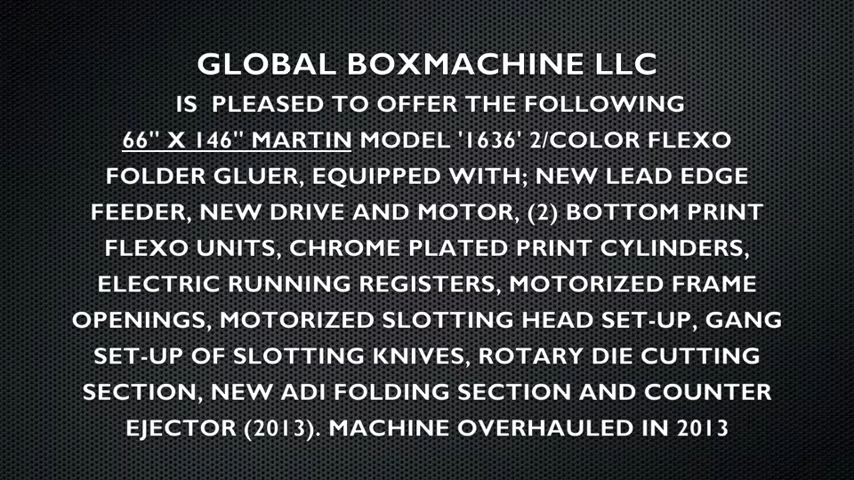 GLOBAL BOXMACHINE LLC
IS PLEASED TO OFFER THE FOLLOWING
66" X 146" MARTIN MODEL '1636' 2/COLOR FLEXO
FOLDER GLUER, EQUIPPED WITH; NEW LEAD EDGE
FEEDER, NEW DRIVE AND MOTOR, (2) BOTTOM PRINT
FLEXO UNITS, CHROME PLATED PRINT CYLINDERS,
ELECTRIC RUNNING REGISTERS, MOTORIZED FRAME
OPENINGS, MOTORIZED SLOTTING HEAD SET-UP, GANG
SET-UP OF SLOTTING KNIVES, ROTARY DIE CUTTING
SECTION, NEW ADI FOLDING SECTION AND COUNTER
EJECTOR (2013). MACHINE OVERHAULED IN 2013